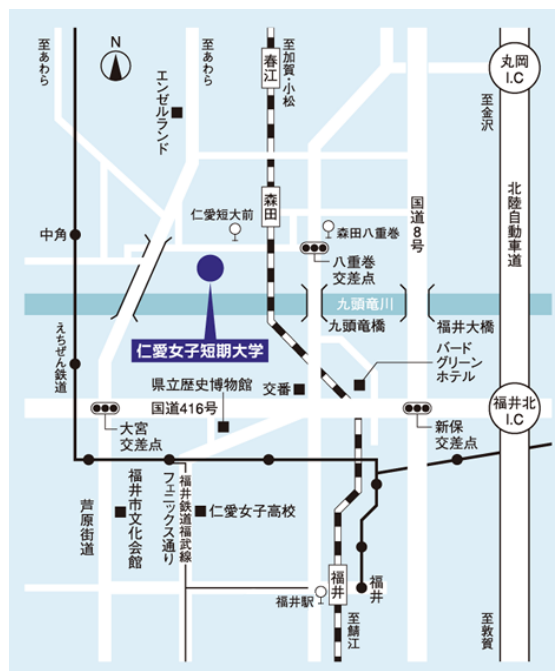 至あわら
N
至あわら
エンゼルランド
春江
至加賀・小松
丸岡
I.C
至金沢
北陸自動車道
国道8号
森田
仁愛短大前
森田八重巻
八重巻
交差点
中角
九頭竜川
九頭竜橋
福井大橋
仁愛女子短期大学
えちぜん鉄道
バード
グリーン
ホテル
県立歴史博物館
交番
国道416号
福井北
I.C
大宮
交差点
新保
交差点
芦原街道
福井市文化会館
フェニックス通り
福井鉄道福武線
仁愛女子高校
福井
福井
福井駅
至鯖江
至敦賀